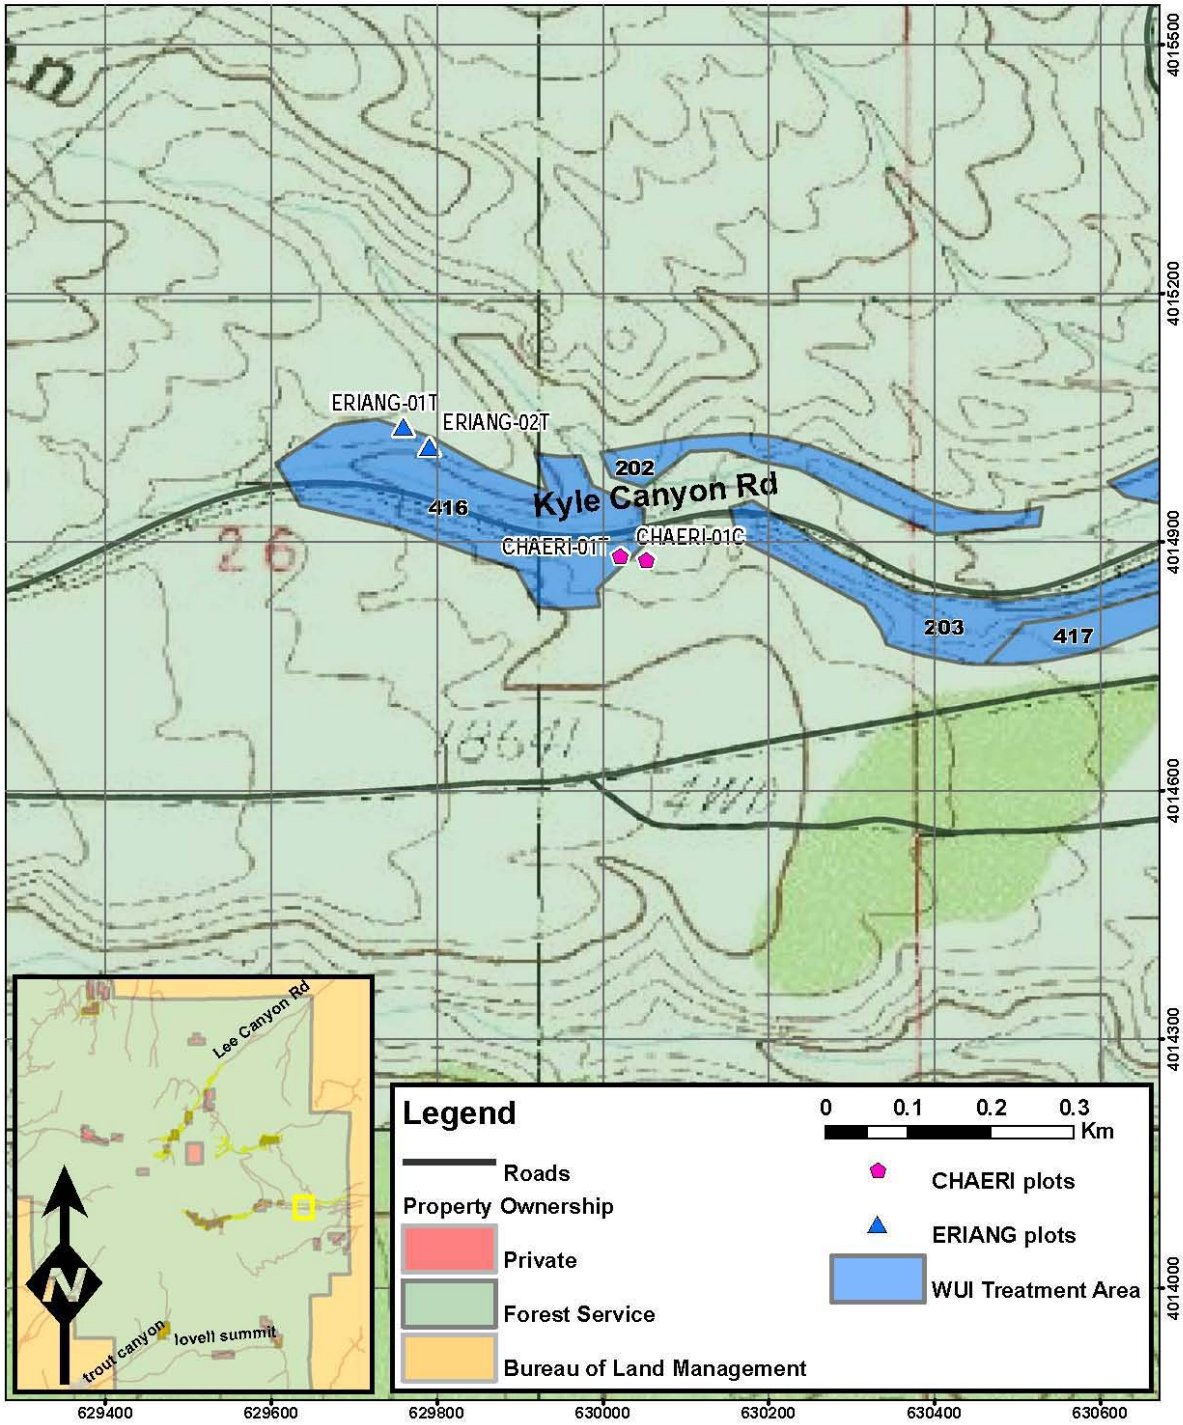 n
4015500
4015200
ERIANG-01T
ERIANG-02T
202
Kyle Canyon Rd
416
CHAERI-01T
CHAERI-01C
4014900
26
203
417
4WD
4014600
4014300
Lee Canyon Rd
trout canyon
lovell summit
N
Legend
Roads
Property Ownership
Private
Forest Service
Bureau of Land Management
0 0.1 0.2 0.3
Km
CHAERI plots
ERIANG plots
WUI Treatment Area
4014000
629400 629600 629800 630000 630200 630400 630600